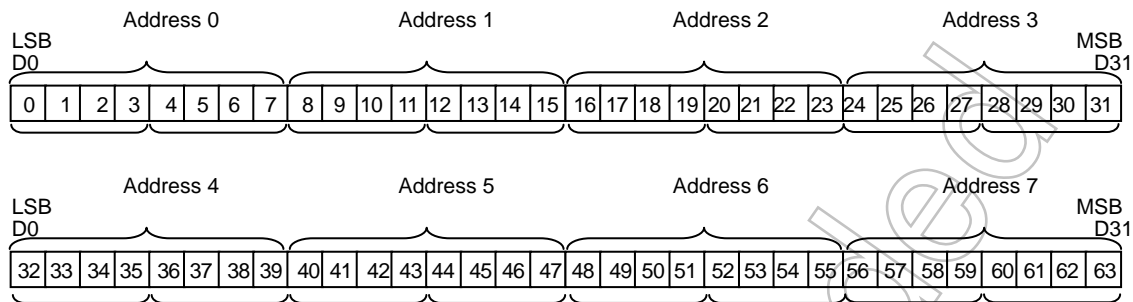 Address 0 Address 1 Address 2 Address 3
LSB MSB
D0 D31
0 1 2 3 4 5 6 7 8 9 10 11 12 13 14 15 16 17 18 19 20 21 22 23 24 25 26 27 28 29 30 31
Address 4 Address 5 Address 6 Address 7
LSB MSB
D0 D31
32 33 34 35 36 37 38 39 40 41 42 43 44 45 46 47 48 49 50 51 52 53 54 55 56 57 58 59 60 61 62 63
ded